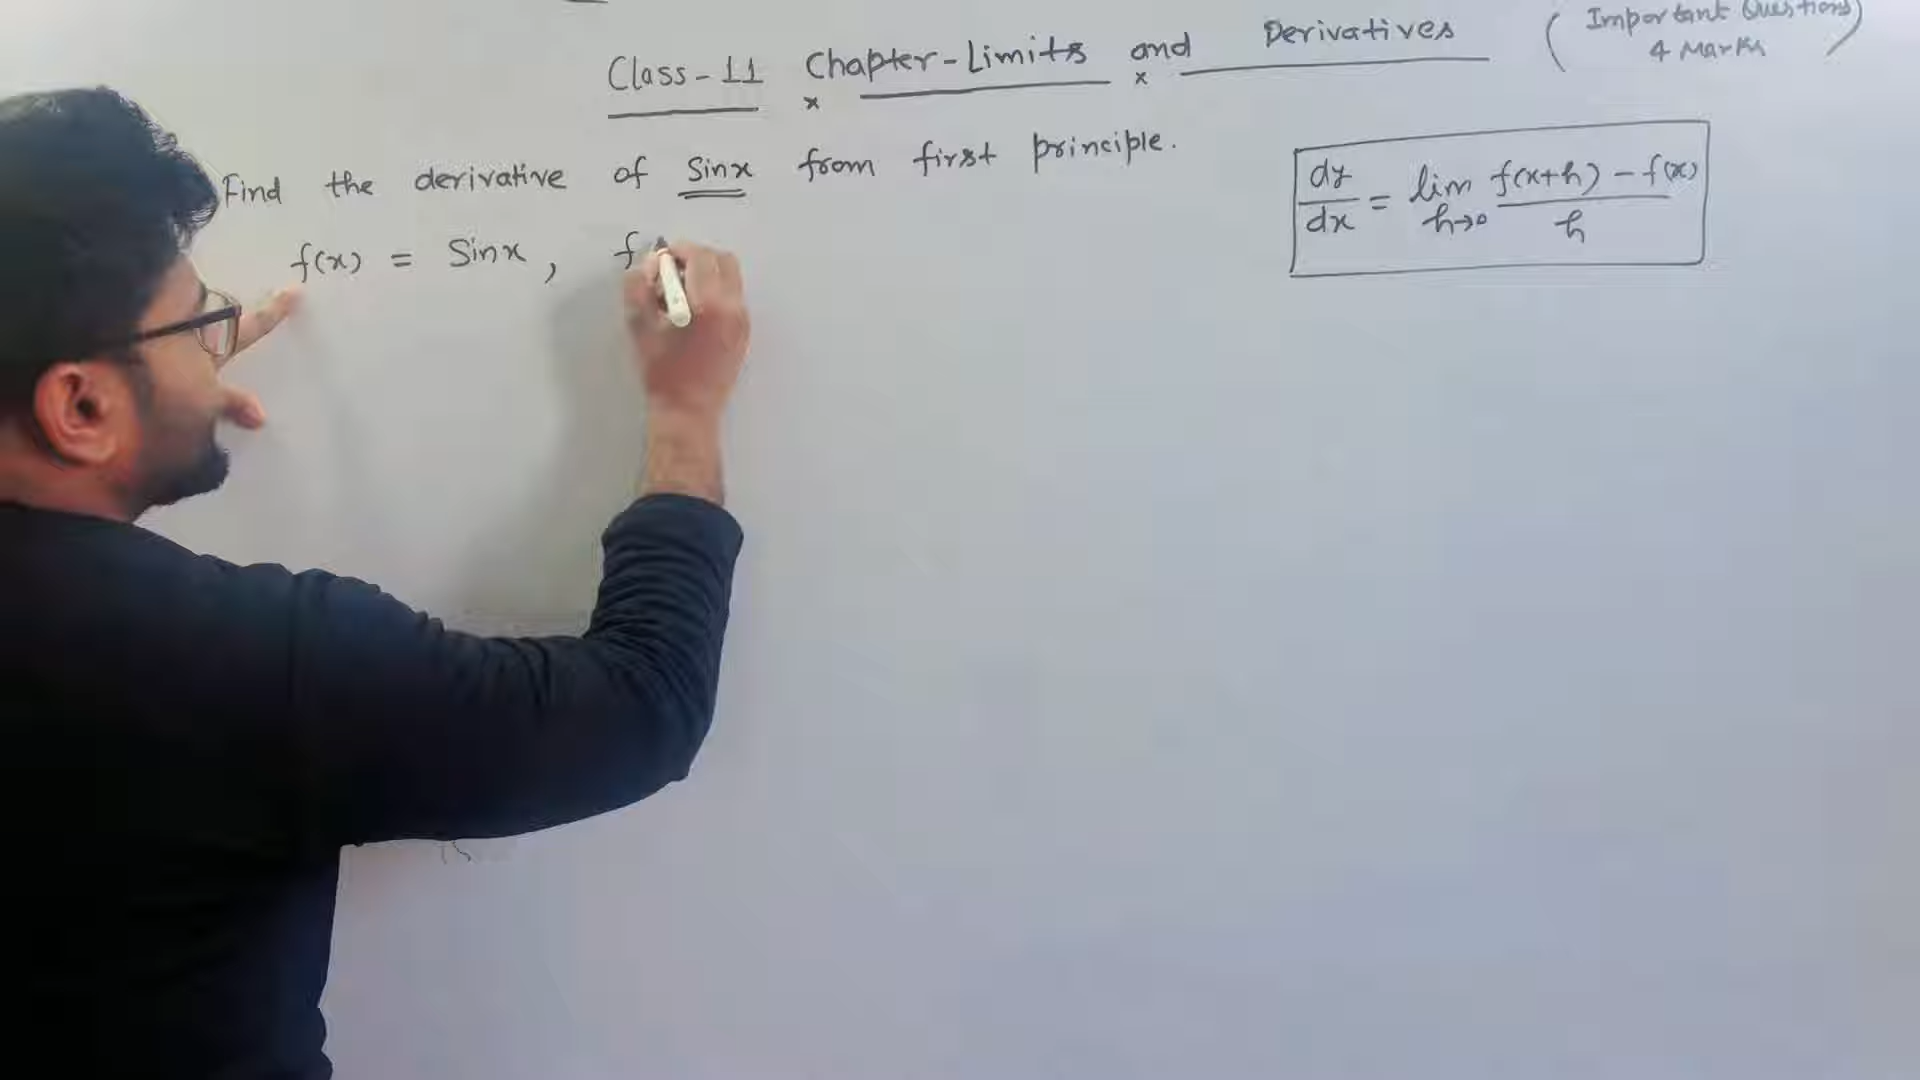 Class-11 Chapter-Limits and Derivatives
(Important Questions)
4 Marks
Find the derivative of Sinx from first principle.
dy/dx = lim h→0 f(x+h) - f(x) / h
f(x) = Sinx , f